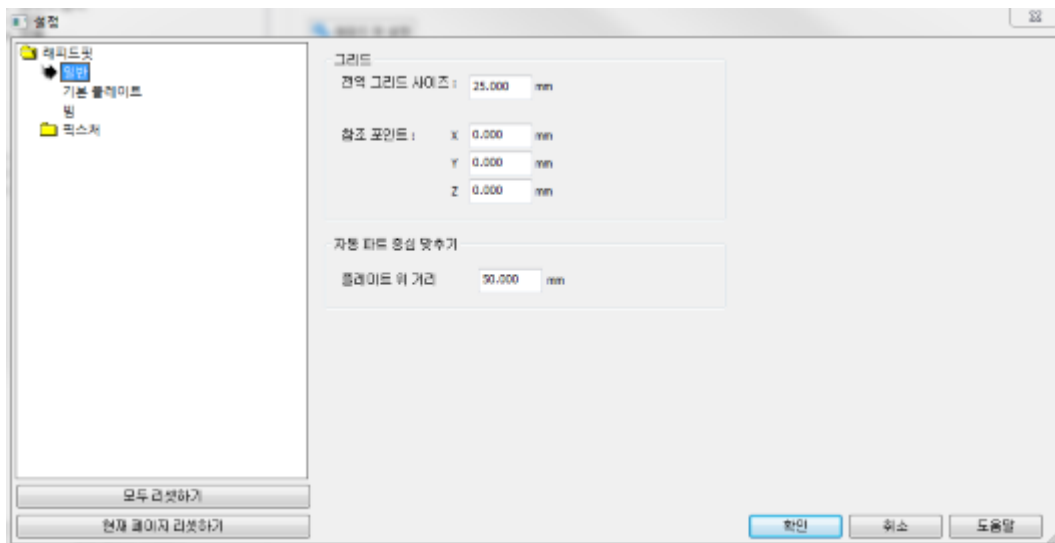 설정
래피드핏
일반
기본 플레이트
빔
픽스처
그리드
전역 그리드 사이즈 : 25.000 mm
참조 포인트 : X 0.000 mm
Y 0.000 mm
Z 0.000 mm
자동 파트 중심 맞추기
플레이트 위 거리 50.000 mm
모두 리셋하기
현재 페이지 리셋하기
확인 취소 도움말